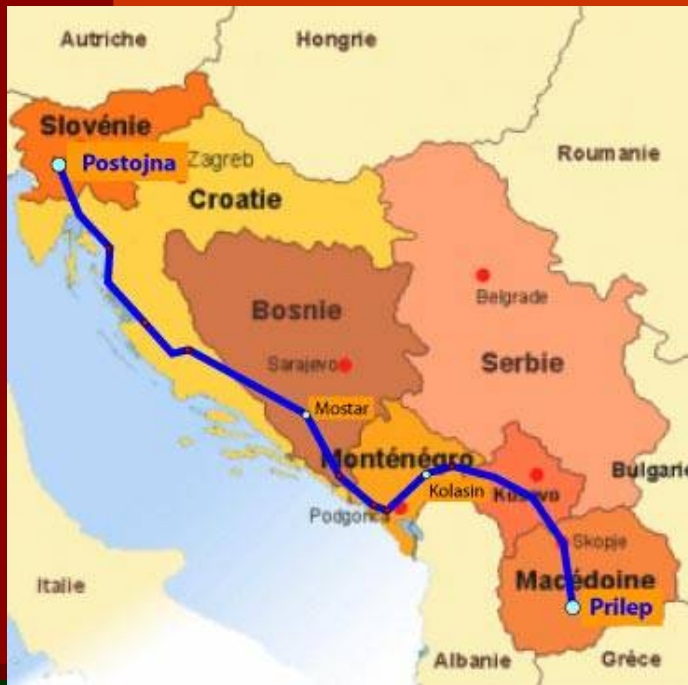 Autriche
Hongrie
Slovénie
Postojna
Zagreb
Roumanie
Croatie
Belgrade
Bosnie
Sarajevo
Serbie
Mostar
Monténégro
Bulgarie
Kolasin
Kosovo
Podgorica
Skopje
Italie
Macédoine
Prilep
Albanie
Grèce